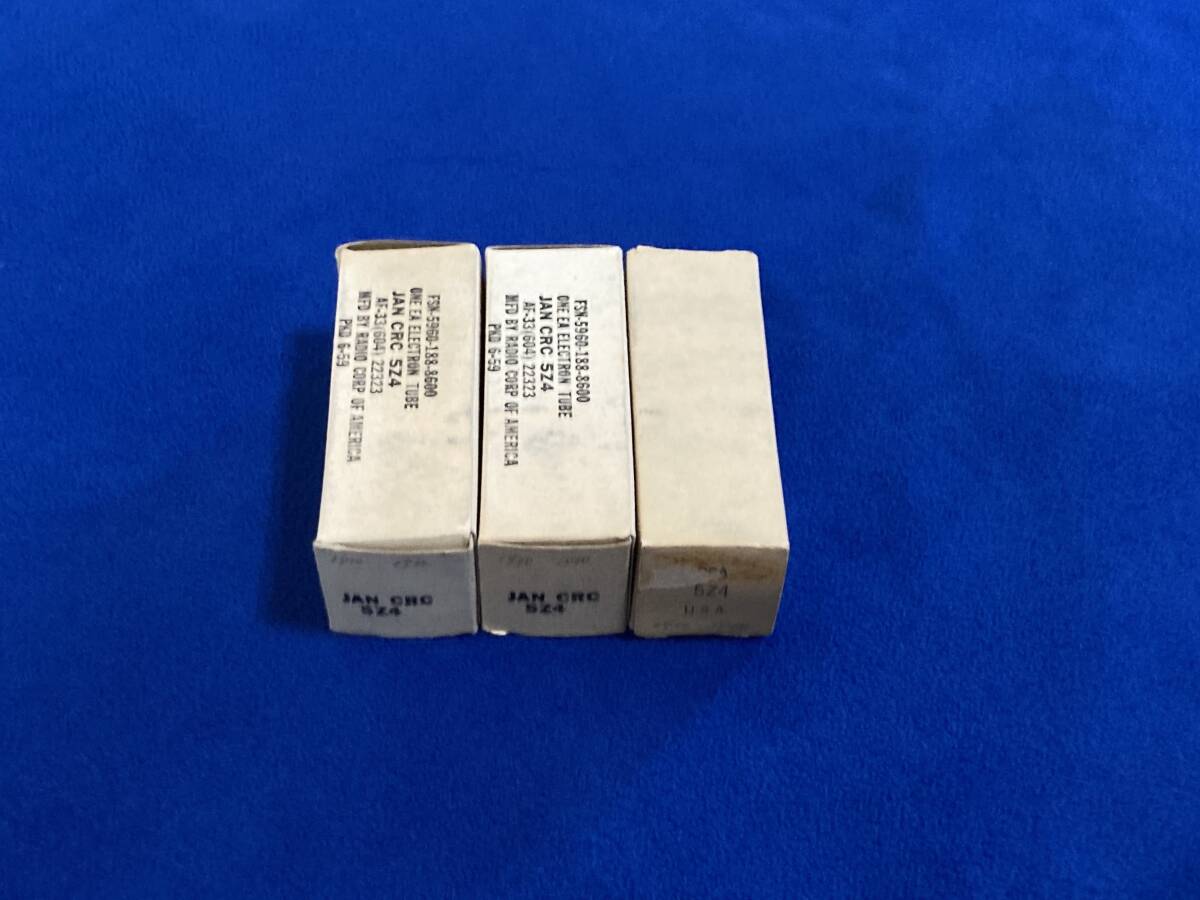 FSN-5960-188-8600
ONE EA ELECTRON TUBE
JAN CRC 5Z4
AF-33(604) 22323
MFD BY RADIO CORP OF AMERICA
PKD 6-59
JAN CRC
5Z4
FSN-5960-188-8600
ONE EA ELECTRON TUBE
JAN CRC 5Z4
AF-33(604) 22323
MFD BY RADIO CORP OF AMERICA
PKD 6-59
JAN CRC
5Z4
5Z4
USA